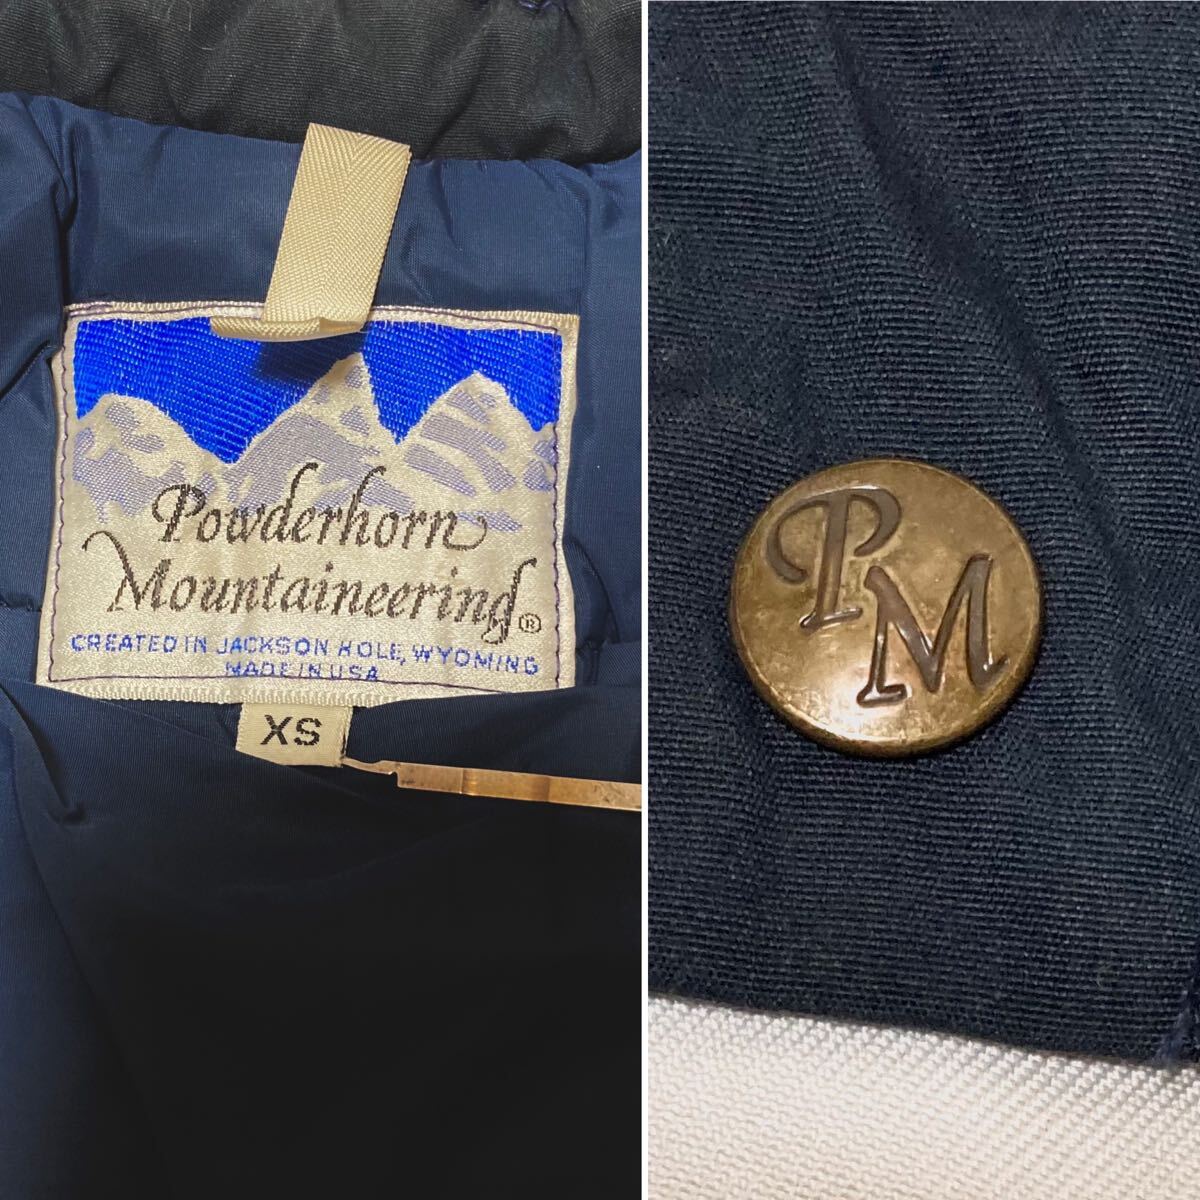 Powderhorn
Mountaineering®
CREATED IN JACKSON HOLE, WYOMING
MADE IN USA
XS
PM